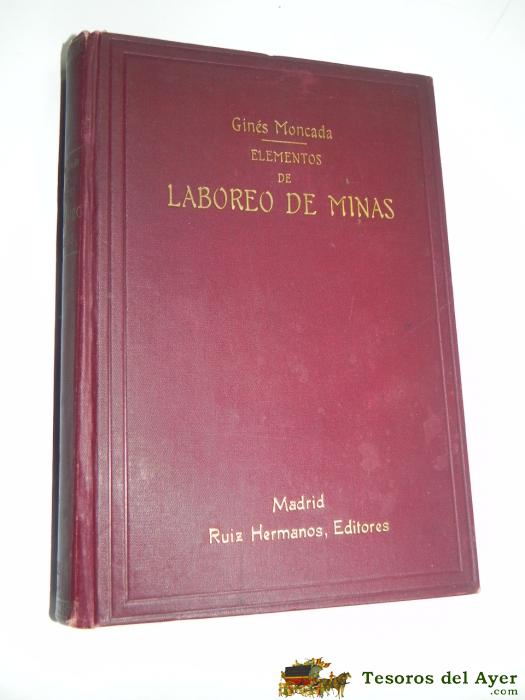 Ginés Moncada
ELEMENTOS
DE
LABOREO DE MINAS
Madrid
Ruiz Hermanos, Editores
Tesoros del Ayer
.com